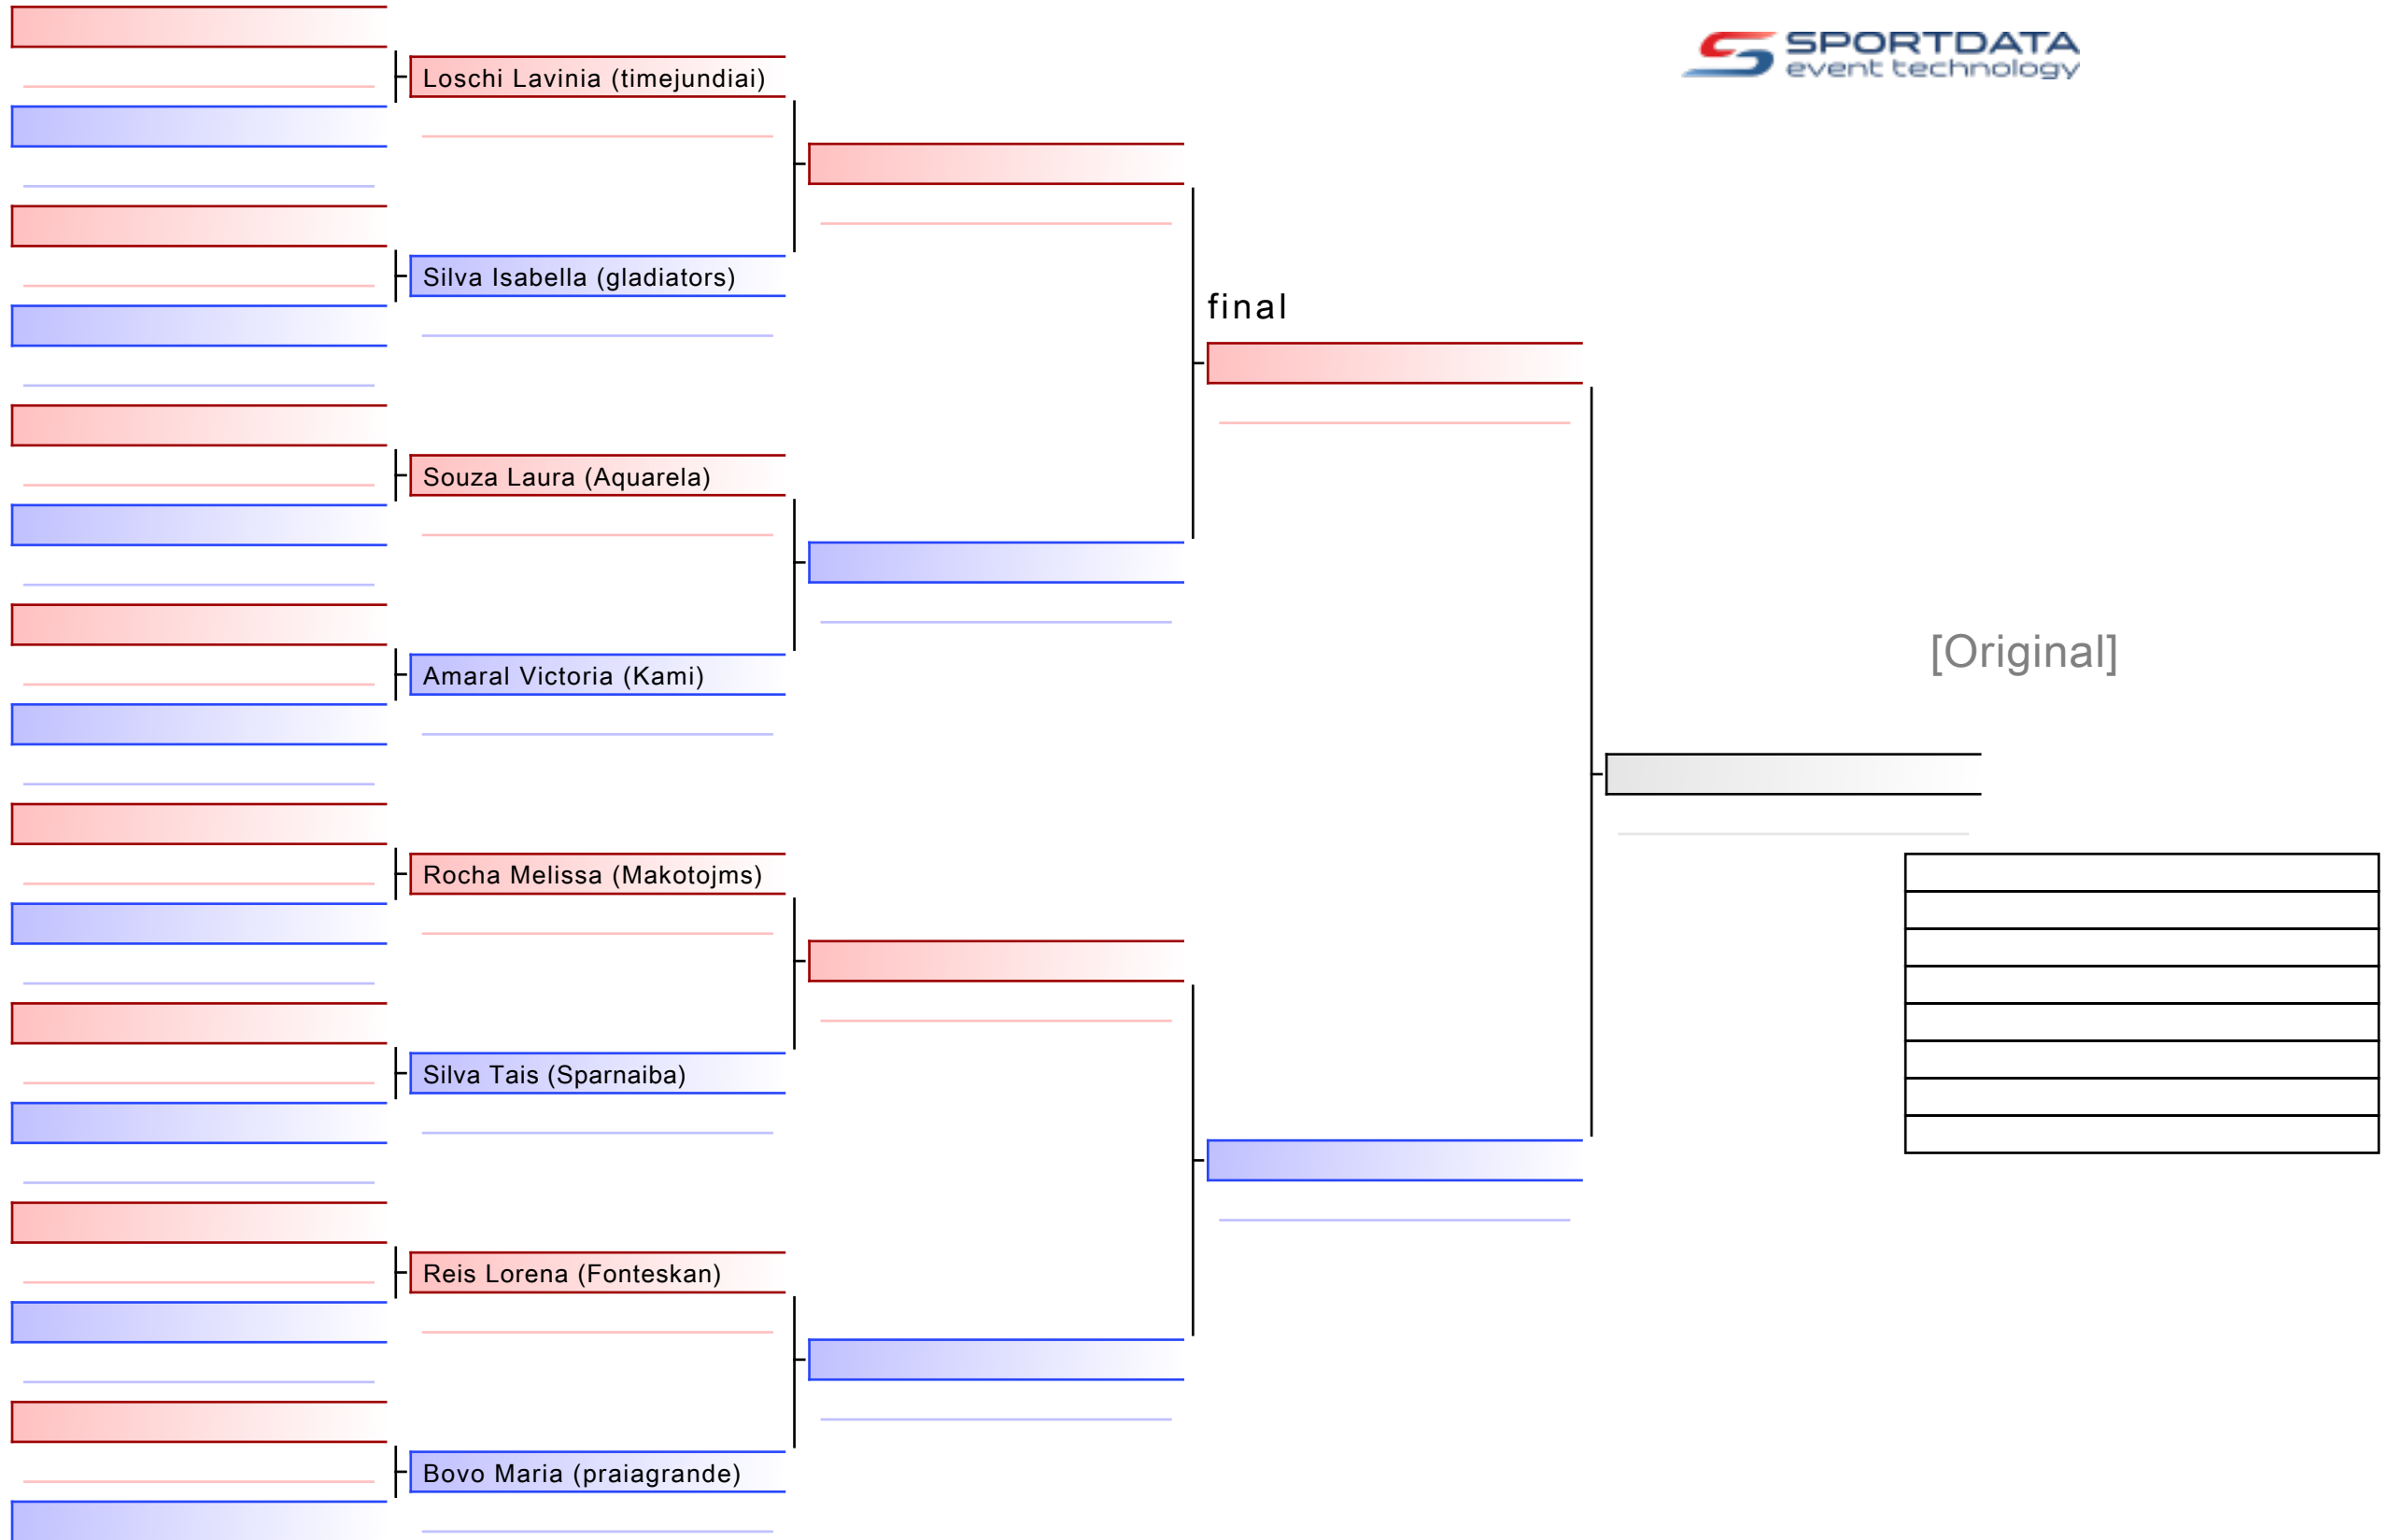 SPORTDATA
event technology
Loschi Lavinia (timejundiai)
Silva Isabella (gladiators)
final
Souza Laura (Aquarela)
[Original]
Amaral Victoria (Kami)
Rocha Melissa (Makotojms)
Silva Tais (Sparnaiba)
Reis Lorena (Fonteskan)
Bovo Maria (praiagrande)